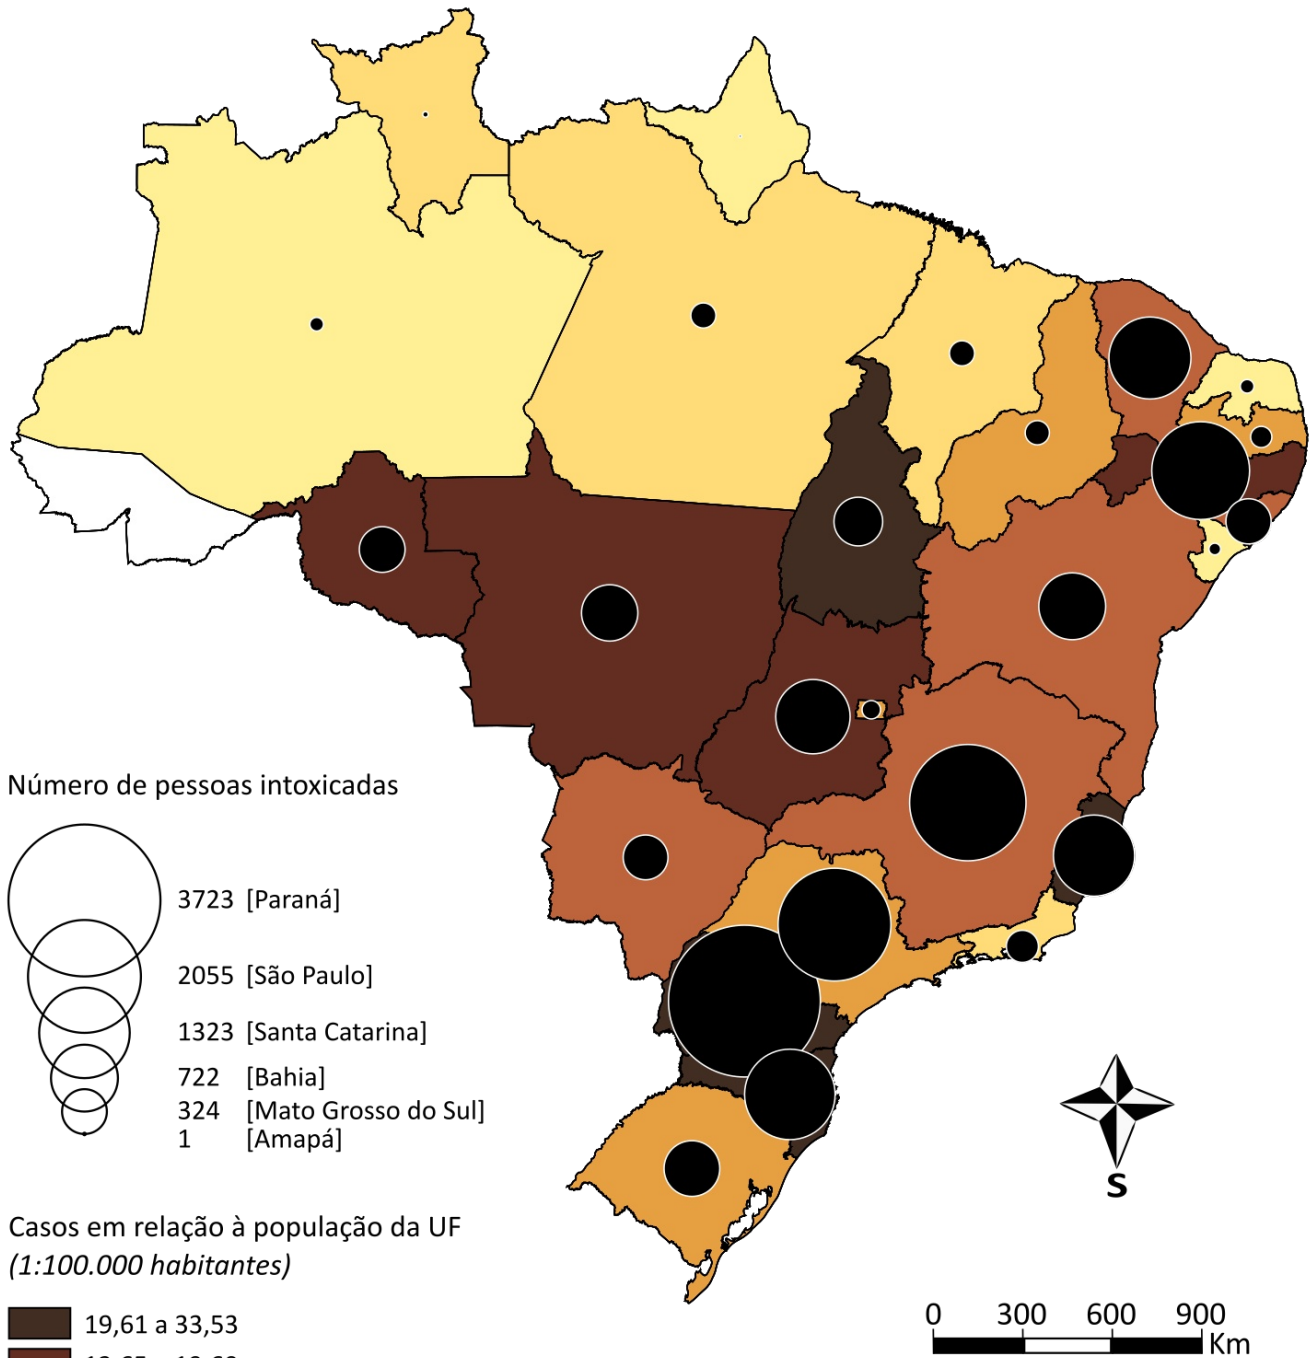 Número de pessoas intoxicadas
3723 [Paraná]
2055 [São Paulo]
1323 [Santa Catarina]
722 [Bahia]
324 [Mato Grosso do Sul]
1 [Amapá]
S
Casos em relação à população da UF
(1:100.000 habitantes)
19,61 a 33,53
0 300 600 900
Km